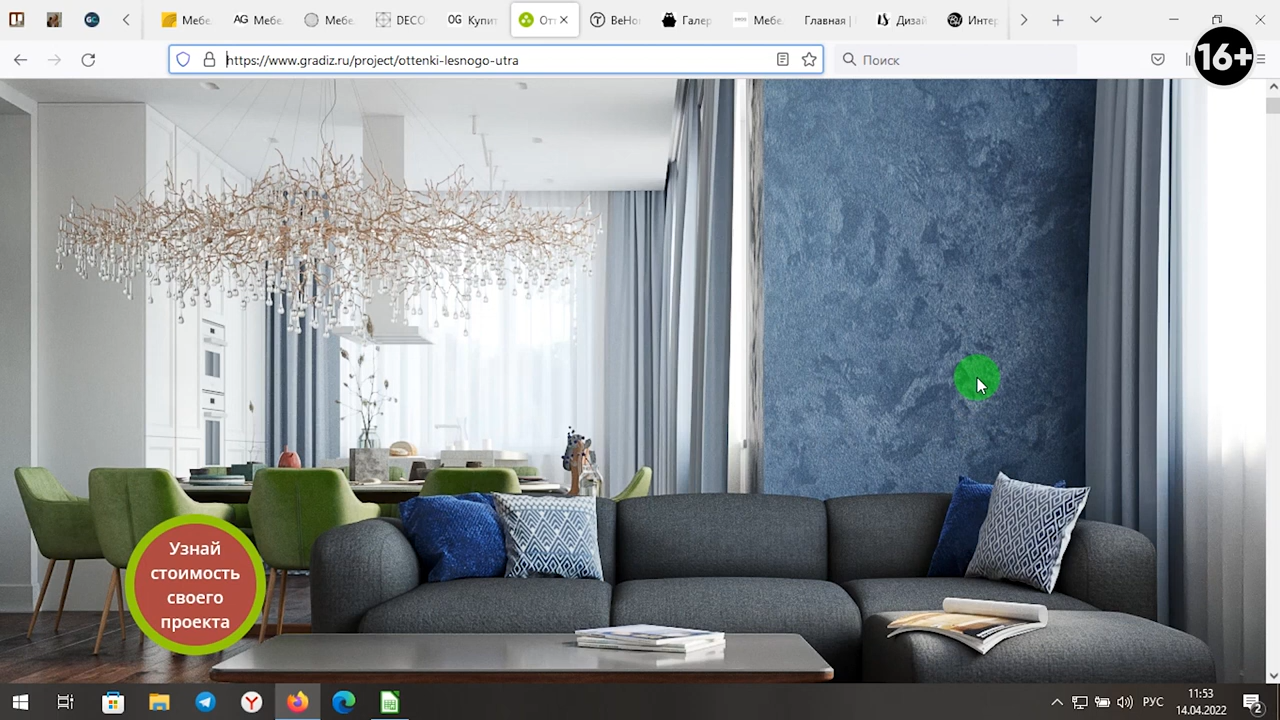 Мебе
AG Мебе
Мебе
DECO
OG Купит
От
ВеНо
Галер
Мебе
Главная |
Дизай
Интер
https://www.gradiz.ru/project/ottenki-lesnogo-utra
Поиск
16+
Узнай
стоимость
своего
проекта
РУС
11:53
14.04.2022
2